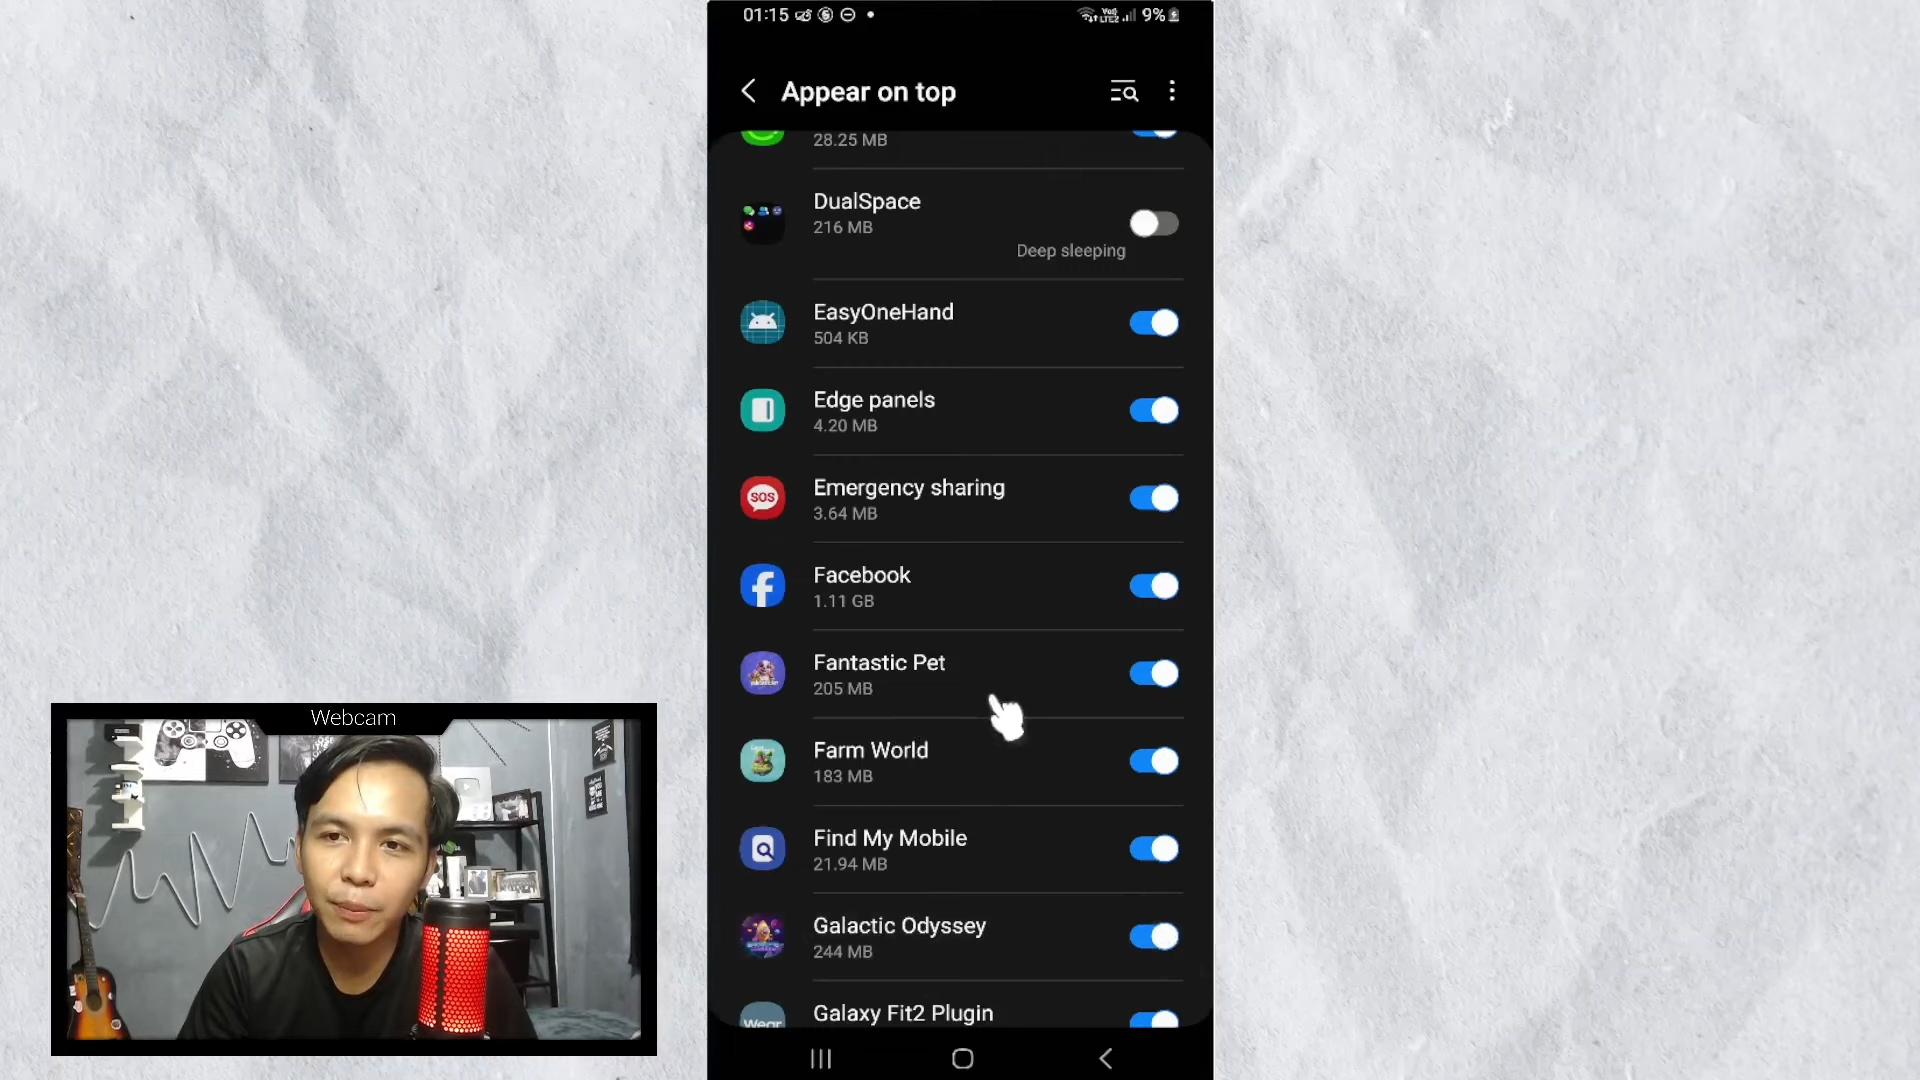 01:15
9%
Appear on top
28.25 MB
DualSpace
216 MB
Deep sleeping
EasyOneHand
504 KB
Edge panels
4.20 MB
SOS
Emergency sharing
3.64 MB
Facebook
1.11 GB
Fantastic Pet
205 MB
Farm World
183 MB
Find My Mobile
21.94 MB
Galactic Odyssey
244 MB
Wear
Galaxy Fit2 Plugin
Webcam